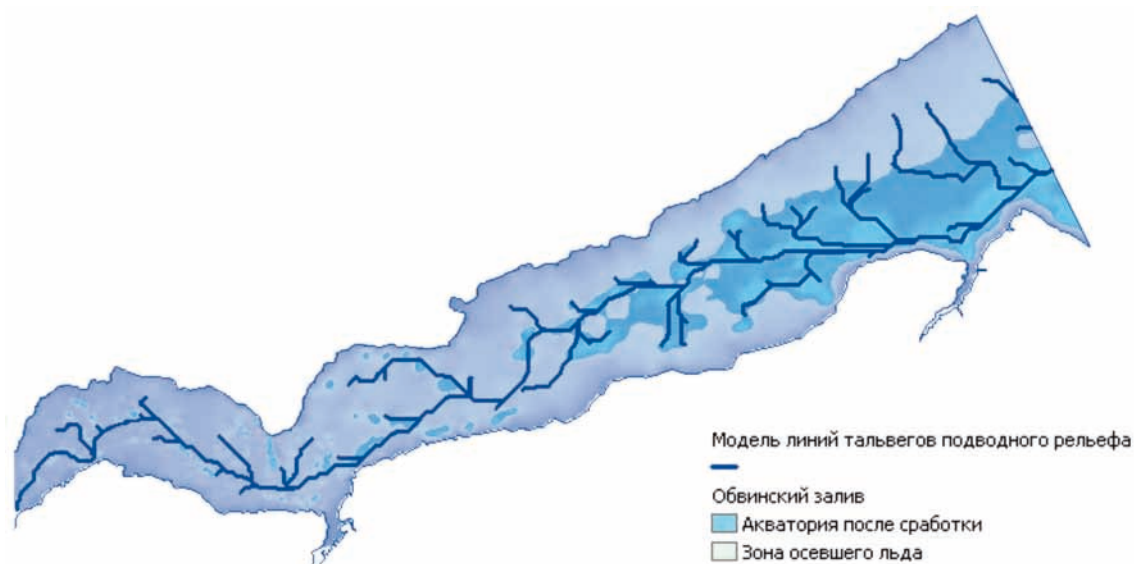 Модель линий тальвегов подводного рельефа
Обвинский залив
Акватория после сработки
Зона осевшего льда